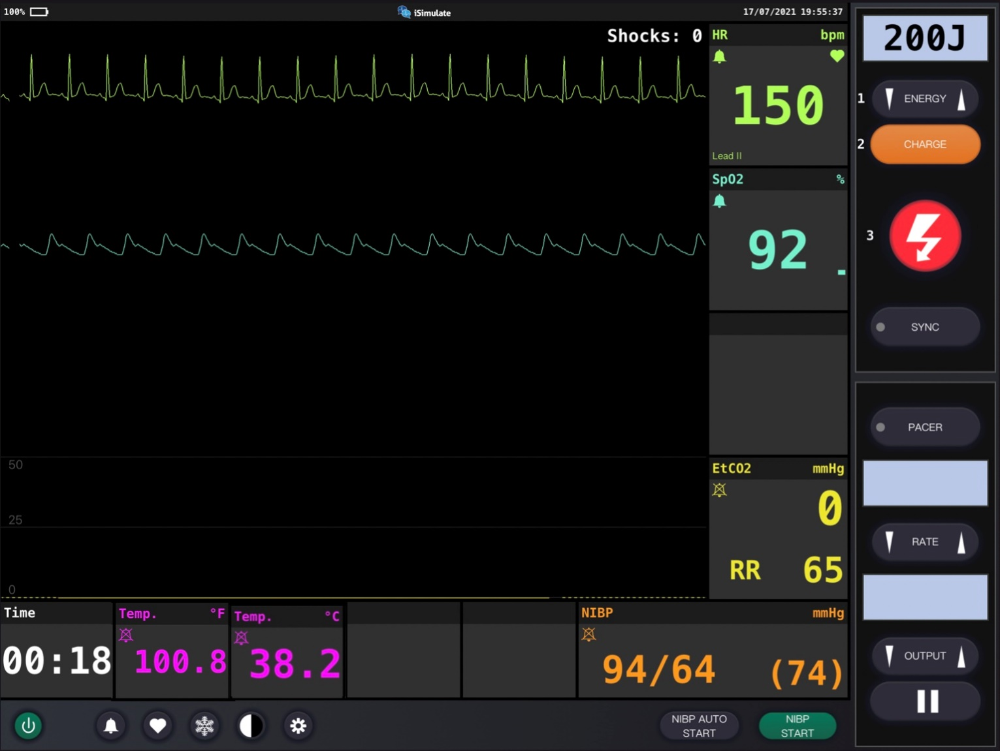 100%
iSimulate
17/07/2021 19:55:37
Shocks: 0
HR bpm
150
Lead II
SpO2 %
92
50
25
0
EtCO2 mmHg
0
RR 65
Time
00:18
Temp. °F
100.8
Temp. °C
38.2
NIBP mmHg
94/64 (74)
NIBP AUTO
START
NIBP
START
200J
1 ENERGY
2 CHARGE
3
SYNC
PACER
RATE
OUTPUT